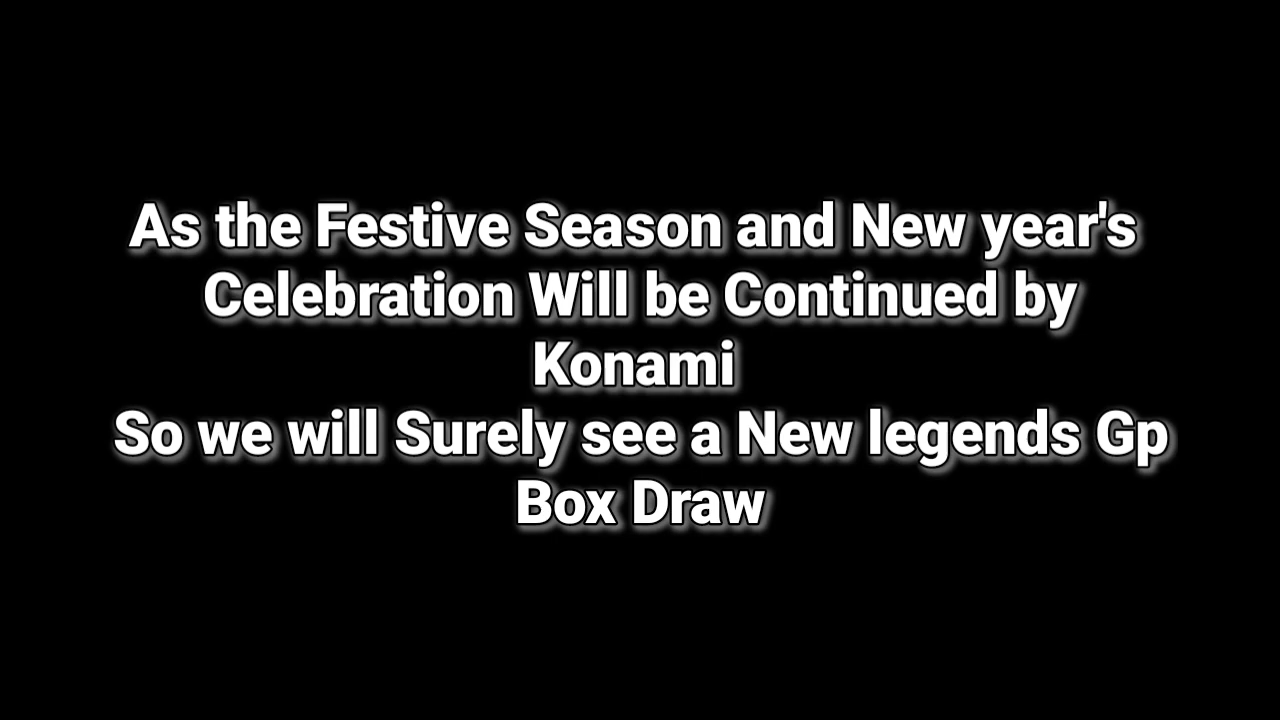 As the Festive Season and New year's
Celebration Will be Continued by
Konami
So we will Surely see a New legends Gp
Box Draw